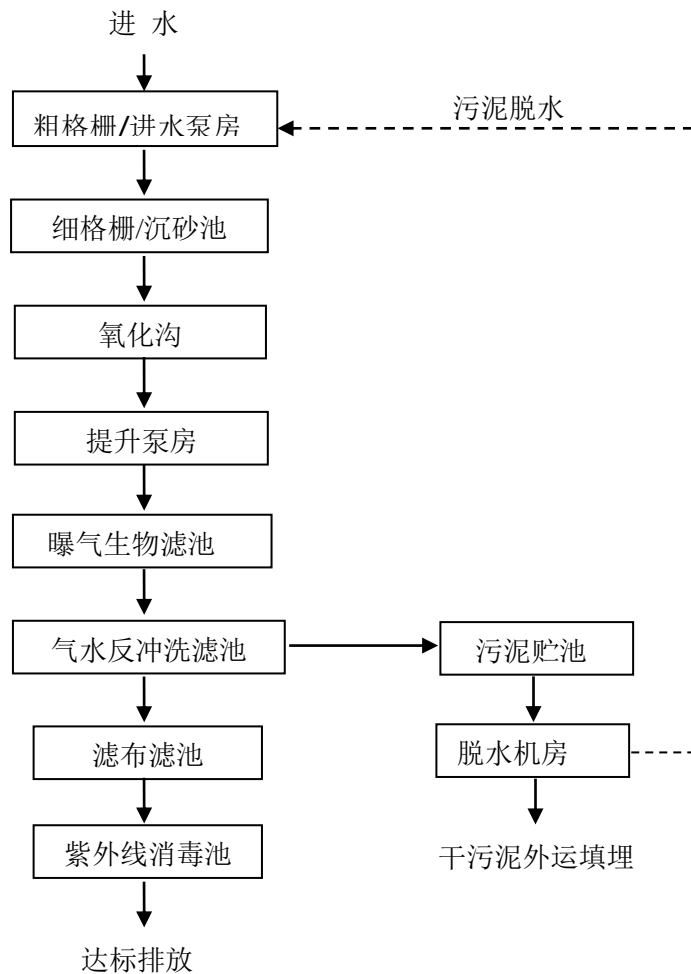 进 水
粗格栅/进水泵房
污泥脱水
细格栅/沉砂池
氧化沟
提升泵房
曝气生物滤池
气水反冲洗滤池
污泥贮池
滤布滤池
脱水机房
紫外线消毒池
干污泥外运填埋
达标排放